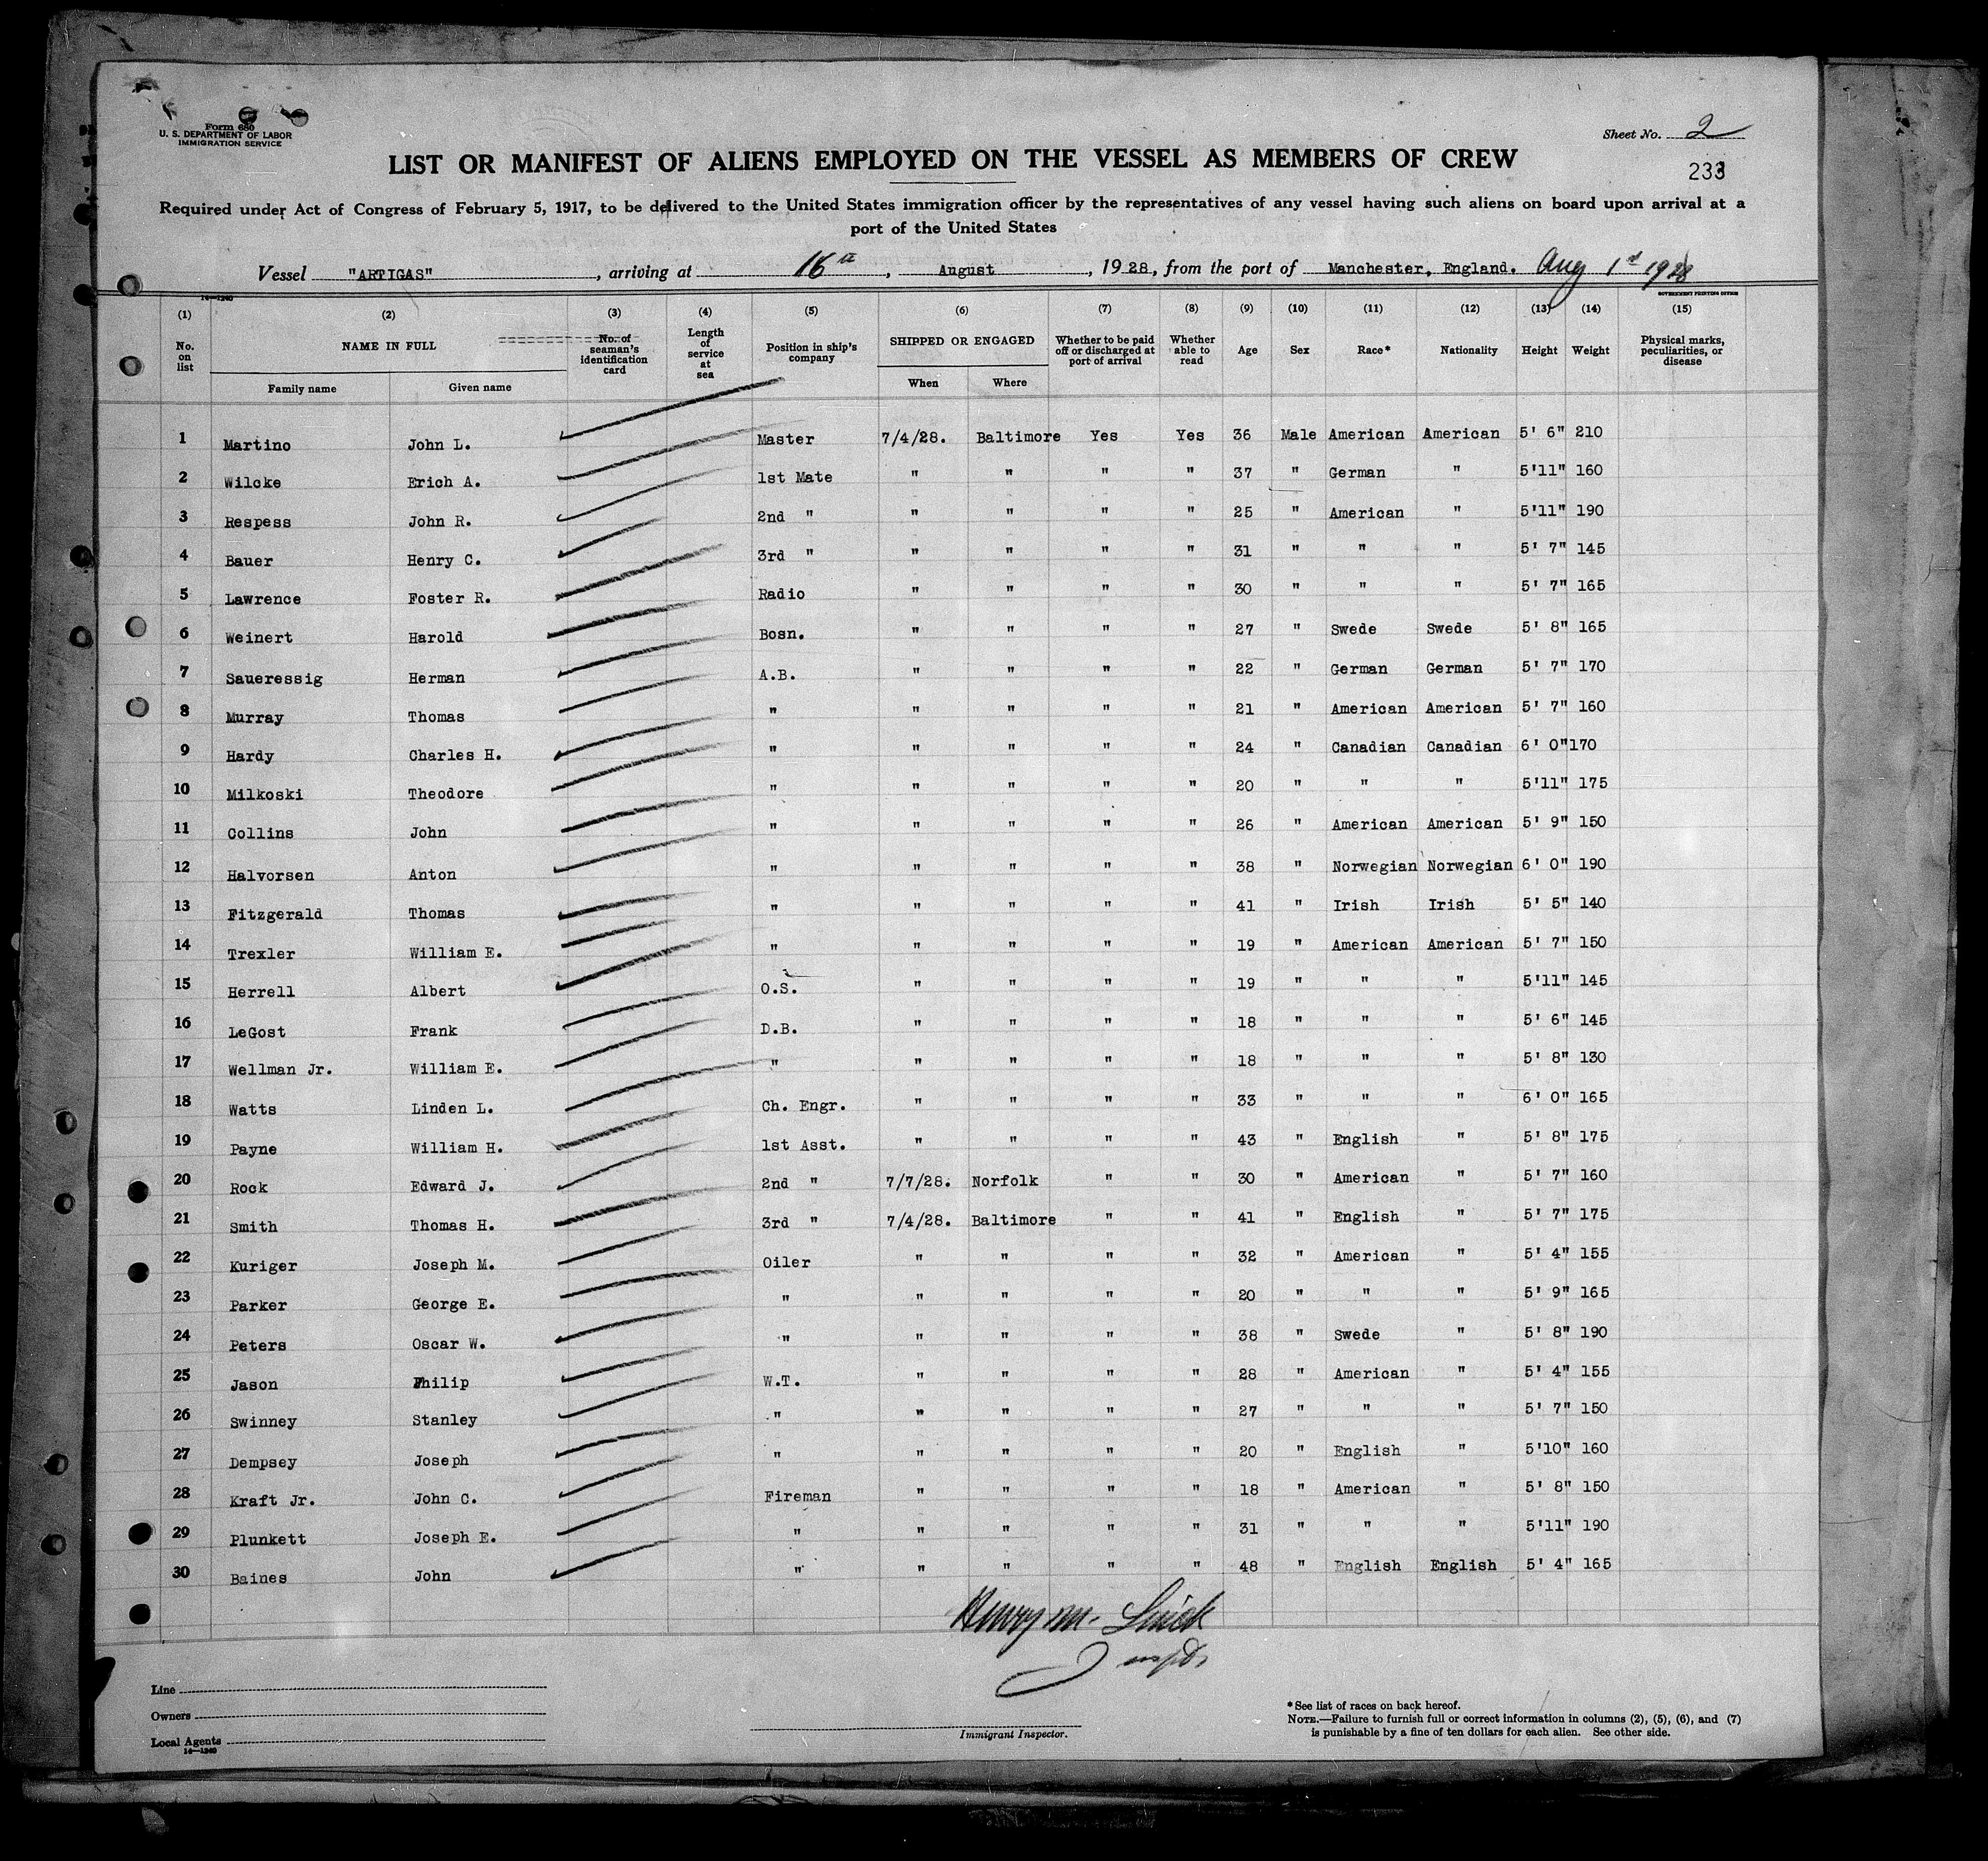 Form 680
U. S. DEPARTMENT OF LABOR
IMMIGRATION SERVICE
Sheet No. 2
233
LIST OR MANIFEST OF ALIENS EMPLOYED ON THE VESSEL AS MEMBERS OF CREW
Required under Act of Congress of February 5, 1917, to be delivered to the United States immigration officer by the representatives of any vessel having such aliens on board upon arrival at a
port of the United States
Vessel "ARTIGAS", arriving at 16th, August, 1928, from the port of Manchester, England. Aug 1st 1928
14—1240 GOVERNMENT PRINTING OFFICE
(1) (2) (3) (4) (5) (6) (7) (8) (9) (10) (11) (12) (13) (14) (15)
No. on list NAME IN FULL Family name Given name No. of seaman's identification card Length of service at sea Position in ship's company SHIPPED OR ENGAGED When Where Whether to be paid off or discharged at port of arrival Whether able to read Age Sex Race* Nationality Height Weight Physical marks, peculiarities, or disease
1 Martino John L. Master 7/4/28. Baltimore Yes Yes 36 Male American American 5' 6" 210
2 Wilcke Erich A. 1st Mate " " " " 37 " German " 5'11" 160
3 Respess John R. 2nd " " " " " 25 " American " 5'11" 190
4 Bauer Henry C. 3rd " " " " " 31 " " " 5' 7" 145
5 Lawrence Foster R. Radio " " " " 30 " " " 5' 7" 165
6 Weinert Harold Bosn. " " " " 27 " Swede Swede 5' 8" 165
7 Saueressig Herman A.B. " " " " 22 " German German 5' 7" 170
8 Murray Thomas " " " " " 21 " American American 5' 7" 160
9 Hardy Charles H. " " " " " 24 " Canadian Canadian 6' 0" 170
10 Milkoski Theodore " " " " " 20 " " " 5'11" 175
11 Collins John " " " " " 26 " American American 5' 9" 150
12 Halvorsen Anton " " " " " 38 " Norwegian Norwegian 6' 0" 190
13 Fitzgerald Thomas " " " " " 41 " Irish Irish 5' 5" 140
14 Trexler William E. " " " " " 19 " American American 5' 7" 150
15 Herrell Albert O.S. " " " " 19 " " " 5'11" 145
16 LeGost Frank D.B. " " " " 18 " " " 5' 6" 145
17 Wellman Jr. William E. " " " " " 18 " " " 5' 8" 130
18 Watts Linden L. Ch. Engr. " " " " 33 " " " 6' 0" 165
19 Payne William H. 1st Asst. " " " " 43 " English " 5' 8" 175
20 Rock Edward J. 2nd " 7/7/28. Norfolk " " 30 " American " 5' 7" 160
21 Smith Thomas H. 3rd " 7/4/28. Baltimore " " 41 " English " 5' 7" 175
22 Kuriger Joseph M. Oiler " " " " 32 " American " 5' 4" 155
23 Parker George E. " " " " " 20 " " " 5' 9" 165
24 Peters Oscar W. " " " " " 38 " Swede " 5' 8" 190
25 Jason Philip W.T. " " " " 28 " American " 5' 4" 155
26 Swinney Stanley " " " " " 27 " " " 5' 7" 150
27 Dempsey Joseph " " " " " 20 " English " 5'10" 160
28 Kraft Jr. John C. Fireman " " " " 18 " American " 5' 8" 150
29 Plunkett Joseph E. " " " " " 31 " " " 5'11" 190
30 Baines John " " " " " 48 " English English 5' 4" 165
Henry M.
Line
Owners
Local Agents
14—1240
Immigrant Inspector.
*See list of races on back hereof.
NOTE.—Failure to furnish full or correct information in columns (2), (5), (6), and (7)
is punishable by a fine of ten dollars for each alien. See other side.